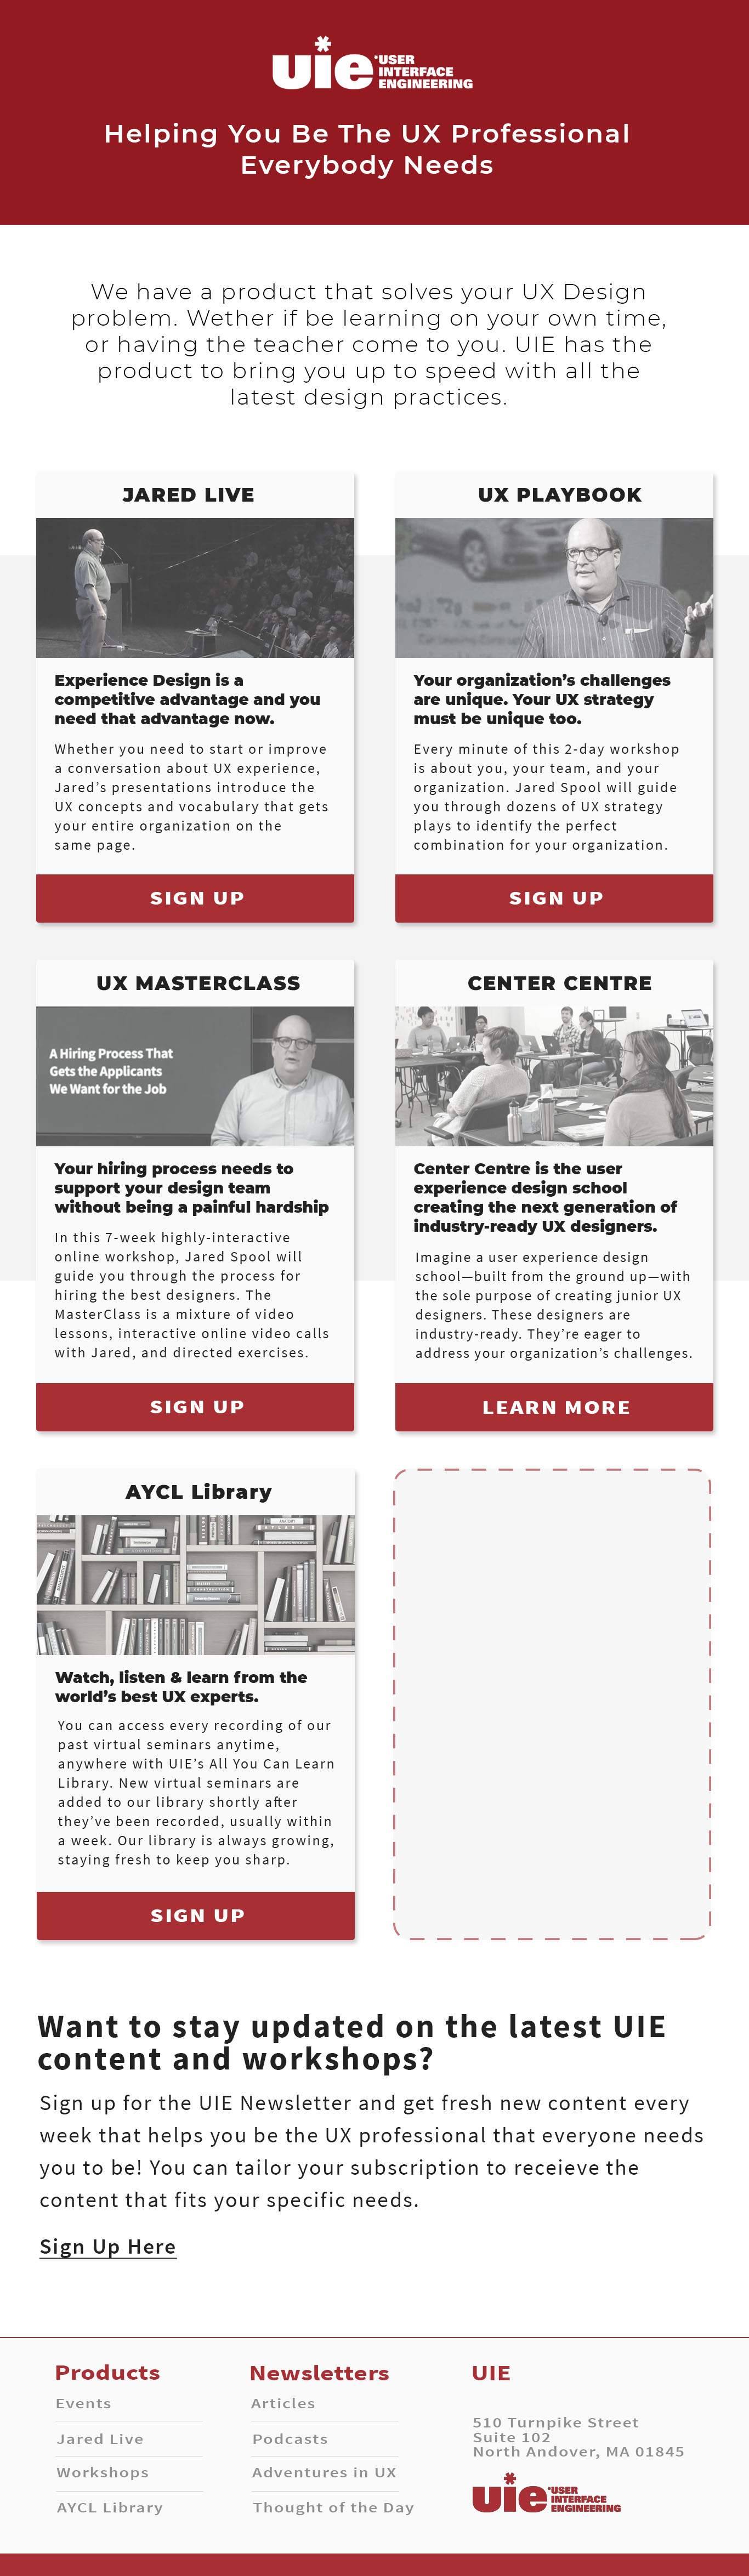 uie
*USER
INTERFACE
ENGINEERING
Helping You Be The UX Professional
Everybody Needs
We have a product that solves your UX Design
problem. Wether if be learning on your own time,
or having the teacher come to you. UIE has the
product to bring you up to speed with all the
latest design practices.
JARED LIVE
Experience Design is a
competitive advantage and you
need that advantage now.
Whether you need to start or improve
a conversation about UX experience,
Jared’s presentations introduce the
UX concepts and vocabulary that gets
your entire organization on the
same page.
SIGN UP
UX PLAYBOOK
Your organization’s challenges
are unique. Your UX strategy
must be unique too.
Every minute of this 2-day workshop
is about you, your team, and your
organization. Jared Spool will guide
you through dozens of UX strategy
plays to identify the perfect
combination for your organization.
SIGN UP
UX MASTERCLASS
A Hiring Process That
Gets the Applicants
We Want for the Job
Your hiring process needs to
support your design team
without being a painful hardship
In this 7-week highly-interactive
online workshop, Jared Spool will
guide you through the process for
hiring the best designers. The
MasterClass is a mixture of video
lessons, interactive online video calls
with Jared, and directed exercises.
SIGN UP
CENTER CENTRE
Center Centre is the user
experience design school
creating the next generation of
industry-ready UX designers.
Imagine a user experience design
school—built from the ground up—with
the sole purpose of creating junior UX
designers. These designers are
industry-ready. They’re eager to
address your organization’s challenges.
LEARN MORE
AYCL Library
Watch, listen & learn from the
world’s best UX experts.
You can access every recording of our
past virtual seminars anytime,
anywhere with UIE’s All You Can Learn
Library. New virtual seminars are
added to our library shortly after
they’ve been recorded, usually within
a week. Our library is always growing,
staying fresh to keep you sharp.
SIGN UP
Want to stay updated on the latest UIE
content and workshops?
Sign up for the UIE Newsletter and get fresh new content every
week that helps you be the UX professional that everyone needs
you to be! You can tailor your subscription to receieve the
content that fits your specific needs.
Sign Up Here
Products
Events
Jared Live
Workshops
AYCL Library
Newsletters
Articles
Podcasts
Adventures in UX
Thought of the Day
UIE
510 Turnpike Street
Suite 102
North Andover, MA 01845
uie
*USER
INTERFACE
ENGINEERING